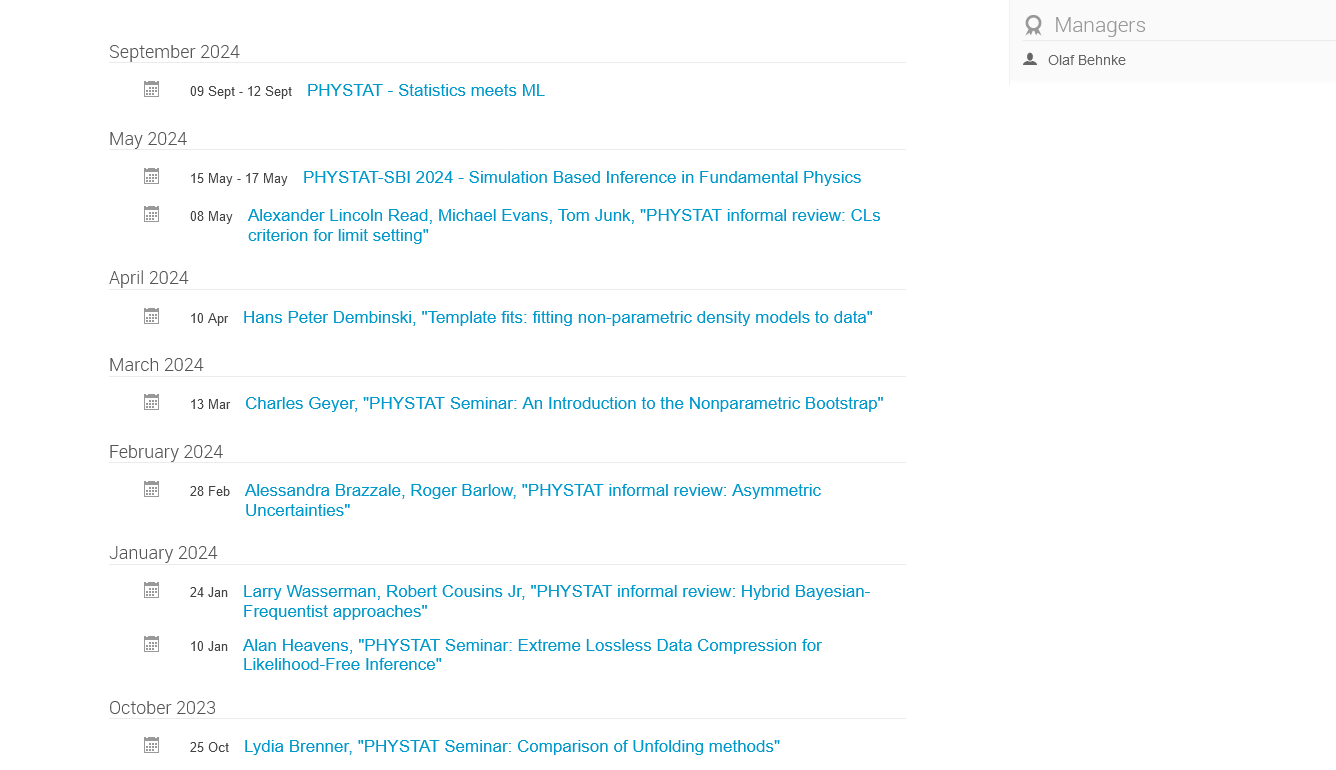 September 2024
09 Sept - 12 Sept PHYSTAT - Statistics meets ML
May 2024
15 May - 17 May PHYSTAT-SBI 2024 - Simulation Based Inference in Fundamental Physics
08 May Alexander Lincoln Read, Michael Evans, Tom Junk, "PHYSTAT informal review: CLs
criterion for limit setting"
April 2024
10 Apr Hans Peter Dembinski, "Template fits: fitting non-parametric density models to data"
March 2024
13 Mar Charles Geyer, "PHYSTAT Seminar: An Introduction to the Nonparametric Bootstrap"
February 2024
28 Feb Alessandra Brazzale, Roger Barlow, "PHYSTAT informal review: Asymmetric
Uncertainties"
January 2024
24 Jan Larry Wasserman, Robert Cousins Jr, "PHYSTAT informal review: Hybrid Bayesian-
Frequentist approaches"
10 Jan Alan Heavens, "PHYSTAT Seminar: Extreme Lossless Data Compression for
Likelihood-Free Inference"
October 2023
25 Oct Lydia Brenner, "PHYSTAT Seminar: Comparison of Unfolding methods"
Managers
Olaf Behnke